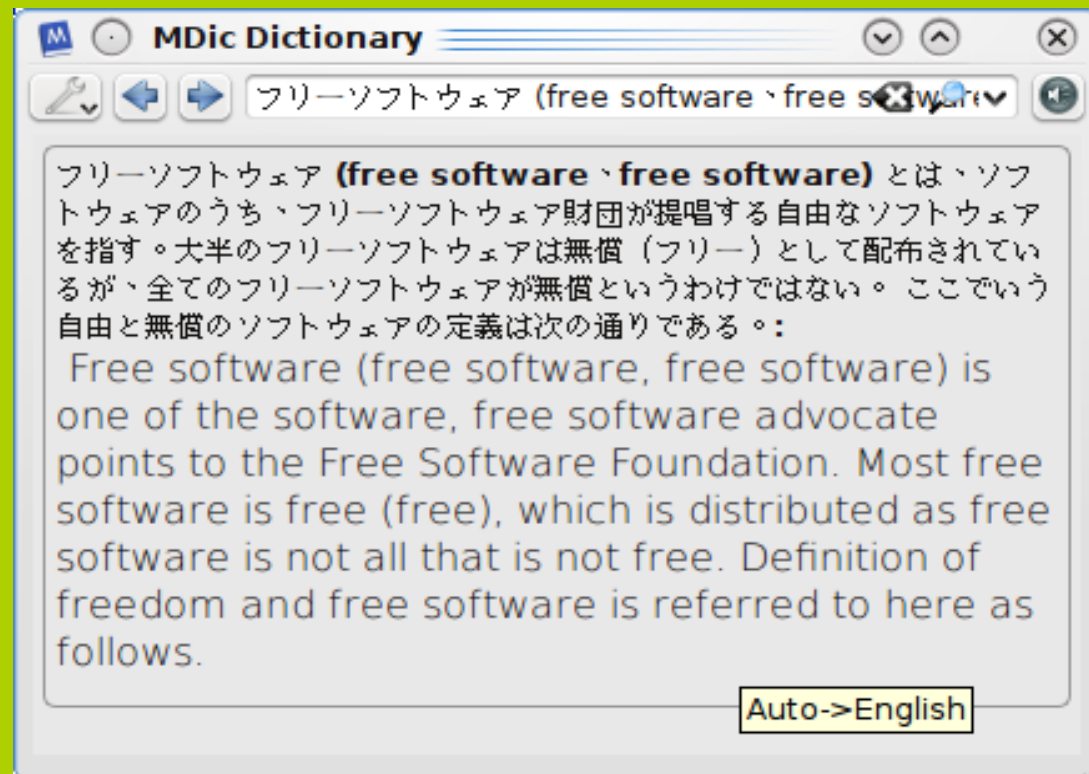 MDic Dictionary
フリーソフトウェア (free software、free software
フリーソフトウェア (free software、free software) とは、ソフ
トウェアのうち、フリーソフトウェア財団が提唱する自由なソフトウェア
を指す。大半のフリーソフトウェアは無償（フリー）として配布されてい
るが、全てのフリーソフトウェアが無償というわけではない。 ここでいう
自由と無償のソフトウェアの定義は次の通りである。:
Free software (free software, free software) is
one of the software, free software advocate
points to the Free Software Foundation. Most free
software is free (free), which is distributed as free
software is not all that is not free. Definition of
freedom and free software is referred to here as
follows.
Auto->English